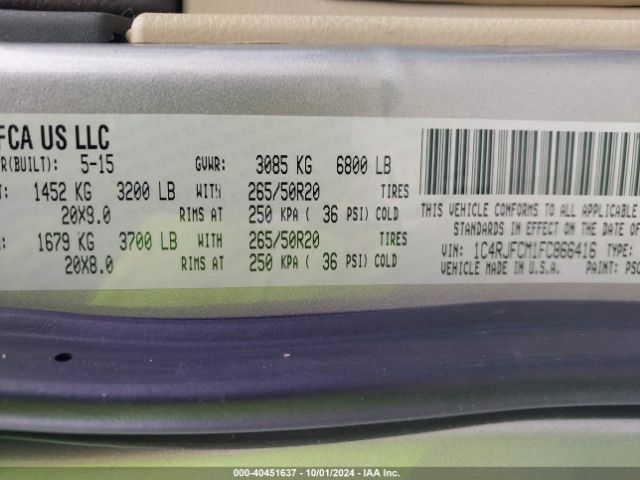 FCA US LLC
R(BUILT): 5-15 GVWR: 3085 KG 6800 LB
T: 1452 KG 3200 LB WITH 265/50R20 TIRES
20X9.0 RIMS AT 250 KPA ( 36 PSI) COLD
: 1679 KG 3700 LB WITH 265/50R20 TIRES
20X8.0 RIMS AT 250 KPA ( 36 PSI) COLD
THIS VEHICLE CONFORMS TO ALL APPLICABLE
STANDARDS IN EFFECT ON THE DATE OF
VIN: 1C4RJFCM1FC866416 TYPE:
VEHICLE MADE IN U.S.A. PAINT: PSC
000-40451637 - 10/01/2024 - IAA Inc.